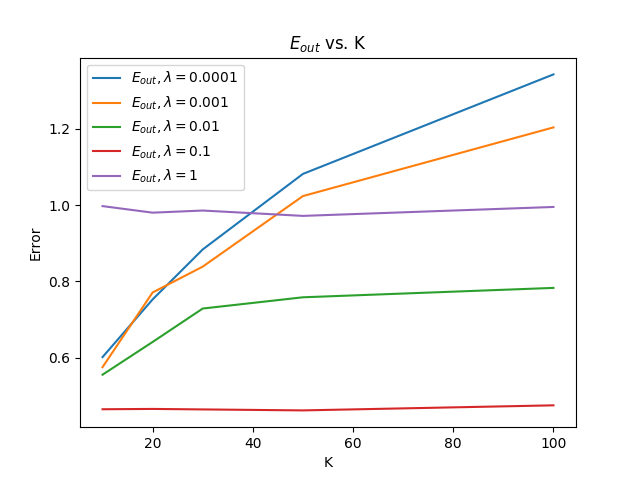 E_out vs. K
E_out, λ = 0.0001
E_out, λ = 0.001
E_out, λ = 0.01
E_out, λ = 0.1
E_out, λ = 1
1.2
1.0
0.8
0.6
Error
20 40 60 80 100
K